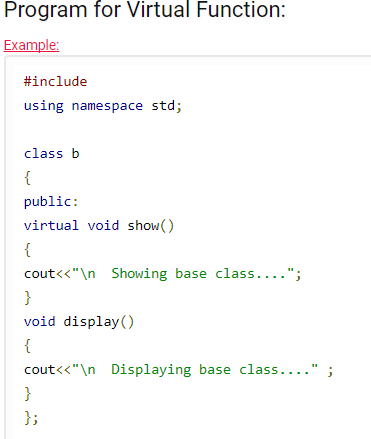 Program for Virtual Function:
Example:
#include
using namespace std;
class b
{
public:
virtual void show()
{
cout<<"\n  Showing base class....";
}
void display()
{
cout<<"\n  Displaying base class...." ;
}
};